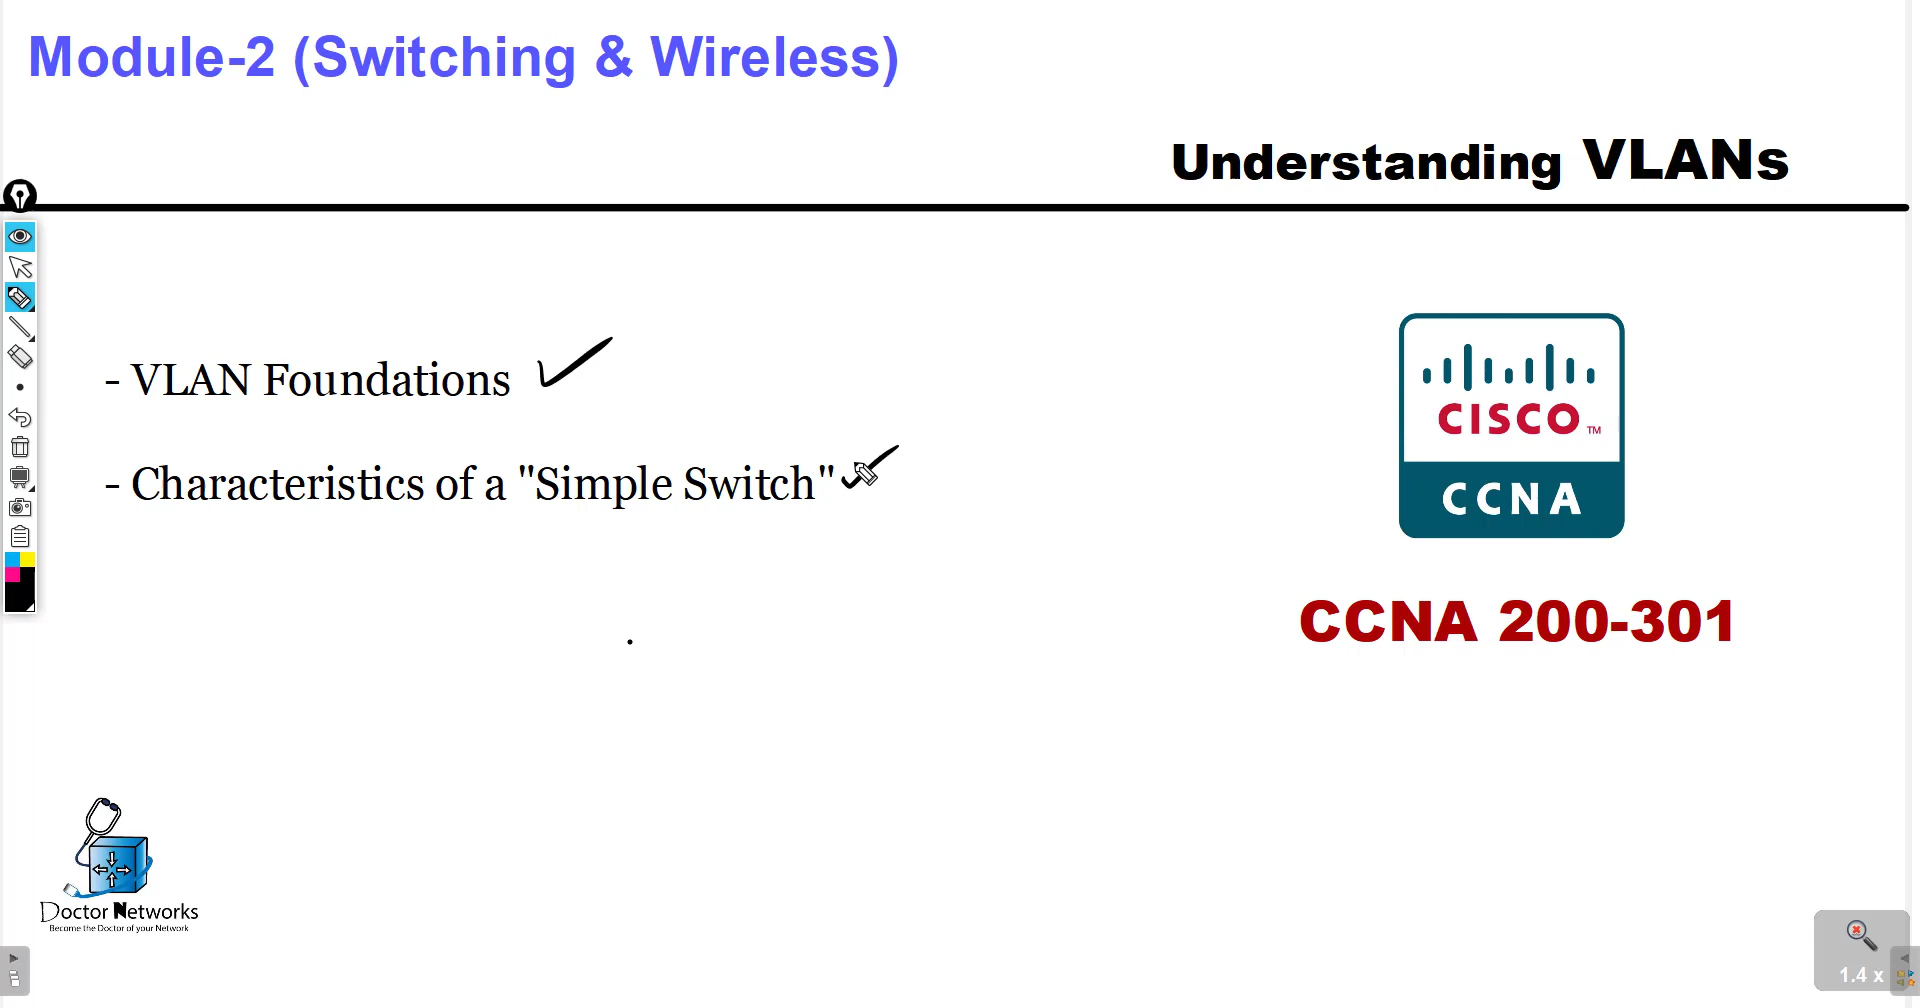 Module-2 (Switching & Wireless)
Understanding VLANs
- VLAN Foundations
- Characteristics of a "Simple Switch"
CISCO™
CCNA
CCNA 200-301
Doctor Networks
Become the Doctor of your Network
1.4 x